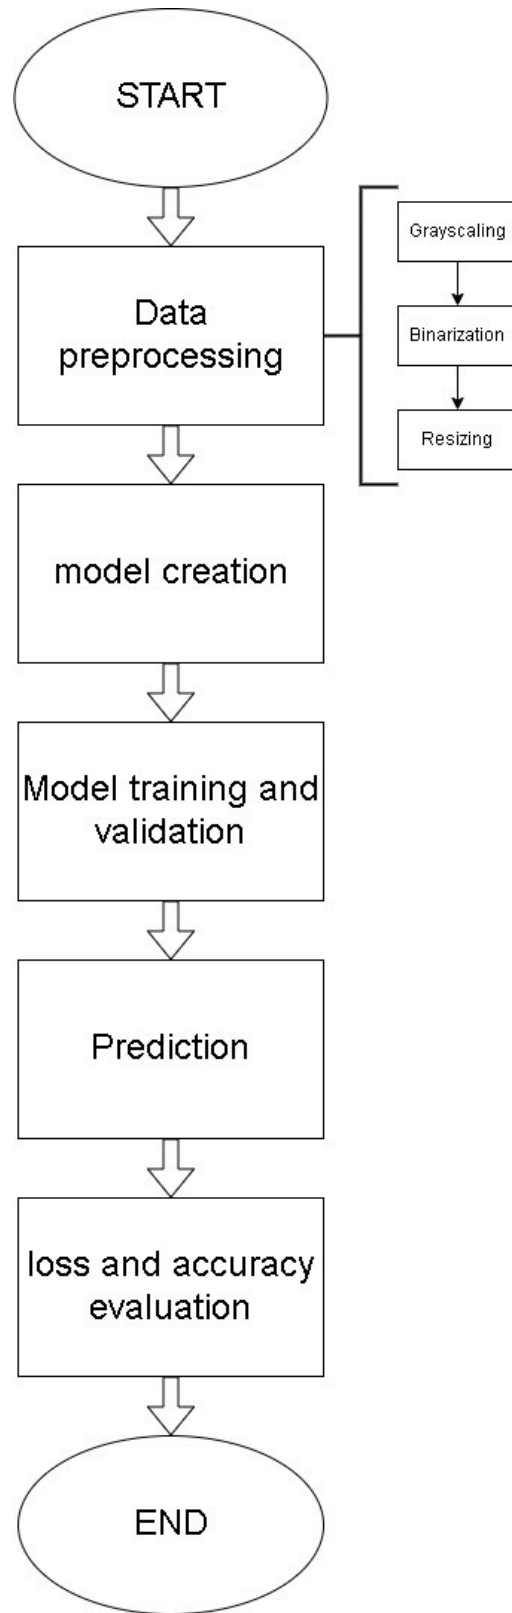 START
Data
preprocessing
Grayscaling
Binarization
Resizing
model creation
Model training and
validation
Prediction
loss and accuracy
evaluation
END